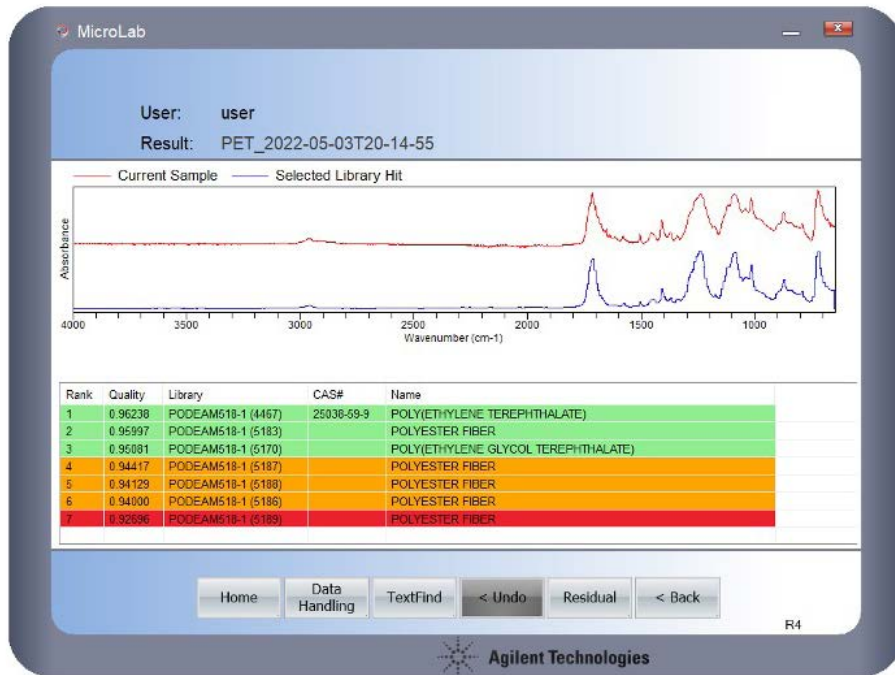 MicroLab
User: user
Result: PET_2022-05-03T20-14-55
Current Sample Selected Library Hit
Absorbance
4000 3500 3000 2500 2000 1500 1000
Wavenumber (cm-1)
Rank Quality Library CAS# Name
1 0.96238 PODEAM518-1 (4467) 25038-59-9 POLY(ETHYLENE TEREPHTHALATE)
2 0.95997 PODEAM518-1 (5183) POLYESTER FIBER
3 0.95081 PODEAM518-1 (5170) POLY(ETHYLENE GLYCOL TEREPHTHALATE)
4 0.94417 PODEAM518-1 (5187) POLYESTER FIBER
5 0.94129 PODEAM518-1 (5188) POLYESTER FIBER
6 0.94000 PODEAM518-1 (5186) POLYESTER FIBER
7 0.92696 PODEAM518-1 (5189) POLYESTER FIBER
Home Data Handling TextFind < Undo Residual < Back
R4
Agilent Technologies